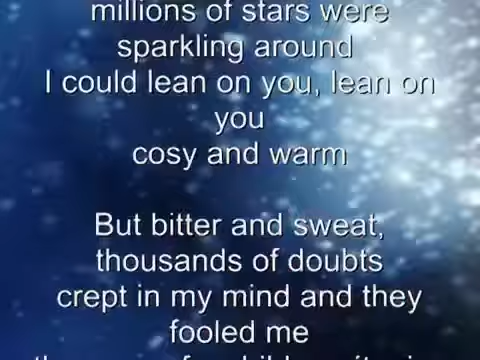 millions of stars were
sparkling around
I could lean on you, lean on
you
cosy and warm
But bitter and sweat,
thousands of doubts
crept in my mind and they
fooled me